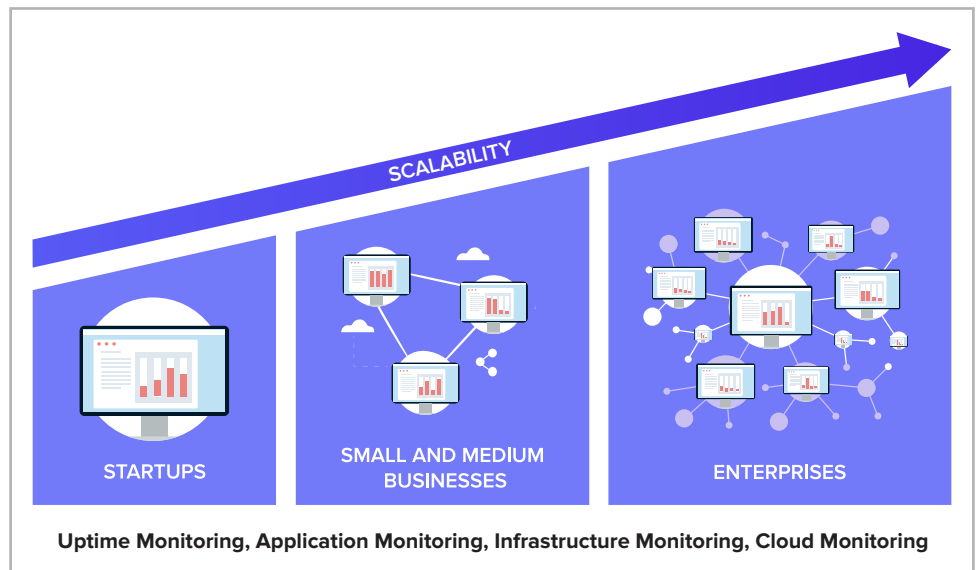 SCALABILITY
STARTUPS
SMALL AND MEDIUM
BUSINESSES
ENTERPRISES
Uptime Monitoring, Application Monitoring, Infrastructure Monitoring, Cloud Monitoring